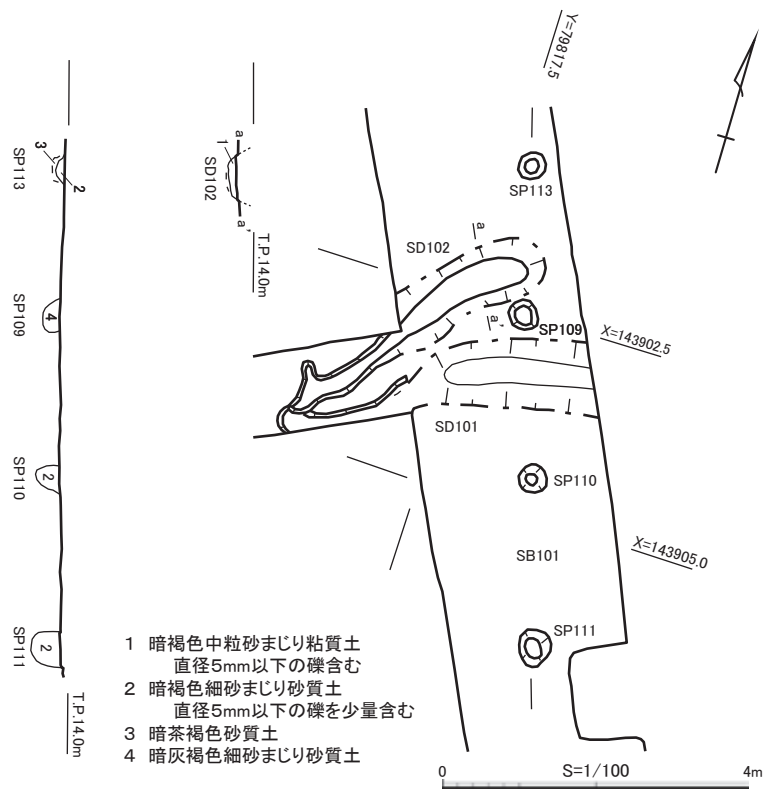 Y=79817.5
3
2
SP113
a
1
SD102
a'
T.P.14.0m
SP113
SD102
a
a'
SP109
X=143902.5
4
SP109
SD101
2
SP110
SP110
SB101
X=143905.0
2
SP111
T.P.14.0m
SP111
1 暗褐色中粒砂まじり粘質土
直径5mm以下の礫含む
2 暗褐色細砂まじり砂質土
直径5mm以下の礫を少量含む
3 暗茶褐色砂質土
4 暗灰褐色細砂まじり砂質土
0 S=1/100 4m